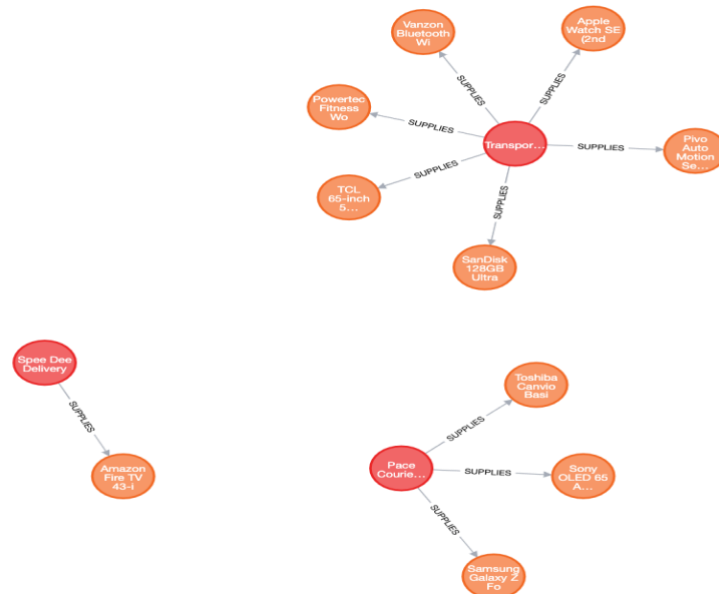 Vanzon
Bluetooth
Wi
Apple
Watch SE
(2nd
SUPPLIES
SUPPLIES
Powertec
Fitness
Wo
SUPPLIES
Transpor...
SUPPLIES
Pivo
Auto
Motion
Se...
SUPPLIES
TCL
65-inch
5...
SUPPLIES
SanDisk
128GB
Ultra
Spee Dee
Delivery
SUPPLIES
Amazon
Fire TV
43-i
Toshiba
Canvio
Basi
SUPPLIES
Pace
Courie...
SUPPLIES
Sony
OLED 65
A...
SUPPLIES
Samsung
Galaxy Z
Fo